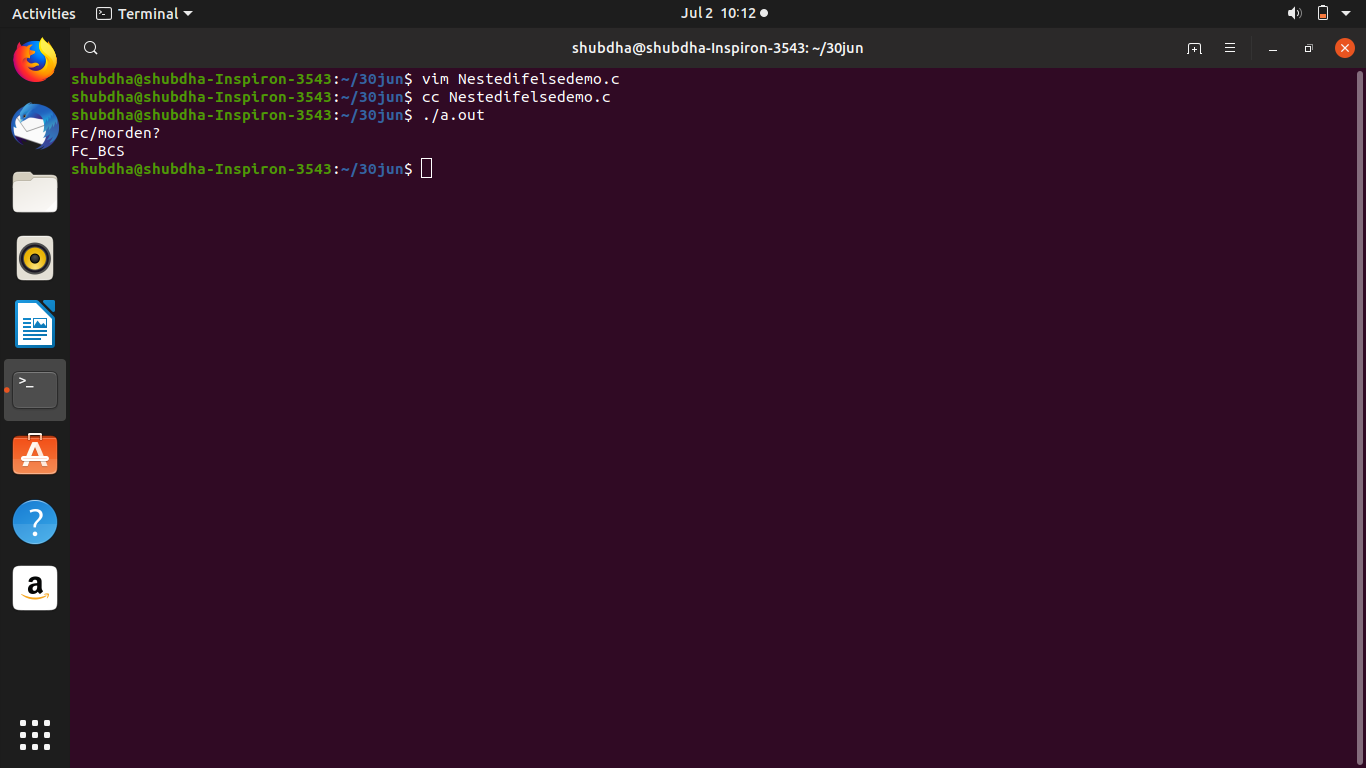 Activities Terminal Jul 2 10:12
shubdha@shubdha-Inspiron-3543: ~/30jun
shubdha@shubdha-Inspiron-3543:~/30jun$ vim Nestedifelsedemo.c
shubdha@shubdha-Inspiron-3543:~/30jun$ cc Nestedifelsedemo.c
shubdha@shubdha-Inspiron-3543:~/30jun$ ./a.out
Fc/morden?
Fc_BCS
shubdha@shubdha-Inspiron-3543:~/30jun$
>_
A
?
a